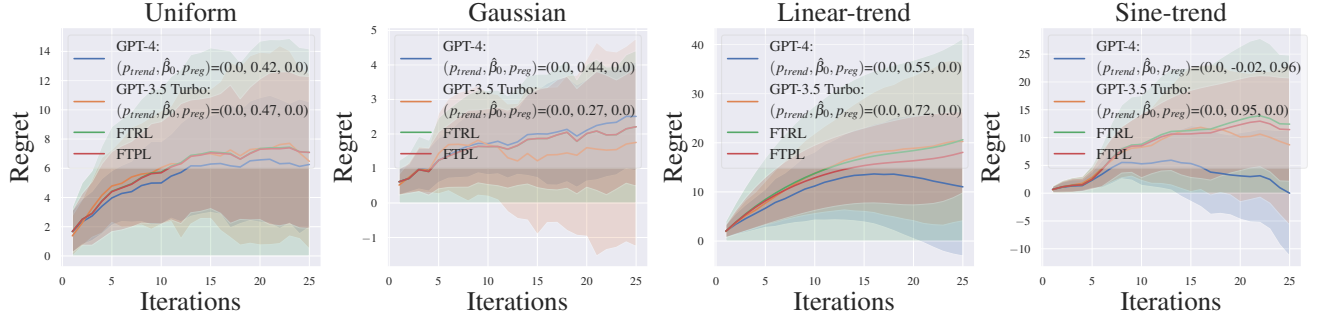 Uniform
Regret
14
12
10
8
6
4
2
0
GPT-4:
(p_trend, β̂_0, p_reg)=(0.0, 0.42, 0.0)
GPT-3.5 Turbo:
(p_trend, β̂_0, p_reg)=(0.0, 0.47, 0.0)
FTRL
FTPL
0 5 10 15 20 25
Iterations
Gaussian
Regret
5
4
3
2
1
0
−1
GPT-4:
(p_trend, β̂_0, p_reg)=(0.0, 0.44, 0.0)
GPT-3.5 Turbo:
(p_trend, β̂_0, p_reg)=(0.0, 0.27, 0.0)
FTRL
FTPL
0 5 10 15 20 25
Iterations
Linear-trend
Regret
40
30
20
10
0
GPT-4:
(p_trend, β̂_0, p_reg)=(0.0, 0.55, 0.0)
GPT-3.5 Turbo:
(p_trend, β̂_0, p_reg)=(0.0, 0.72, 0.0)
FTRL
FTPL
0 5 10 15 20 25
Iterations
Sine-trend
Regret
25
20
15
10
5
0
−5
−10
GPT-4:
(p_trend, β̂_0, p_reg)=(0.0, -0.02, 0.96)
GPT-3.5 Turbo:
(p_trend, β̂_0, p_reg)=(0.0, 0.95, 0.0)
FTRL
FTPL
0 5 10 15 20 25
Iterations